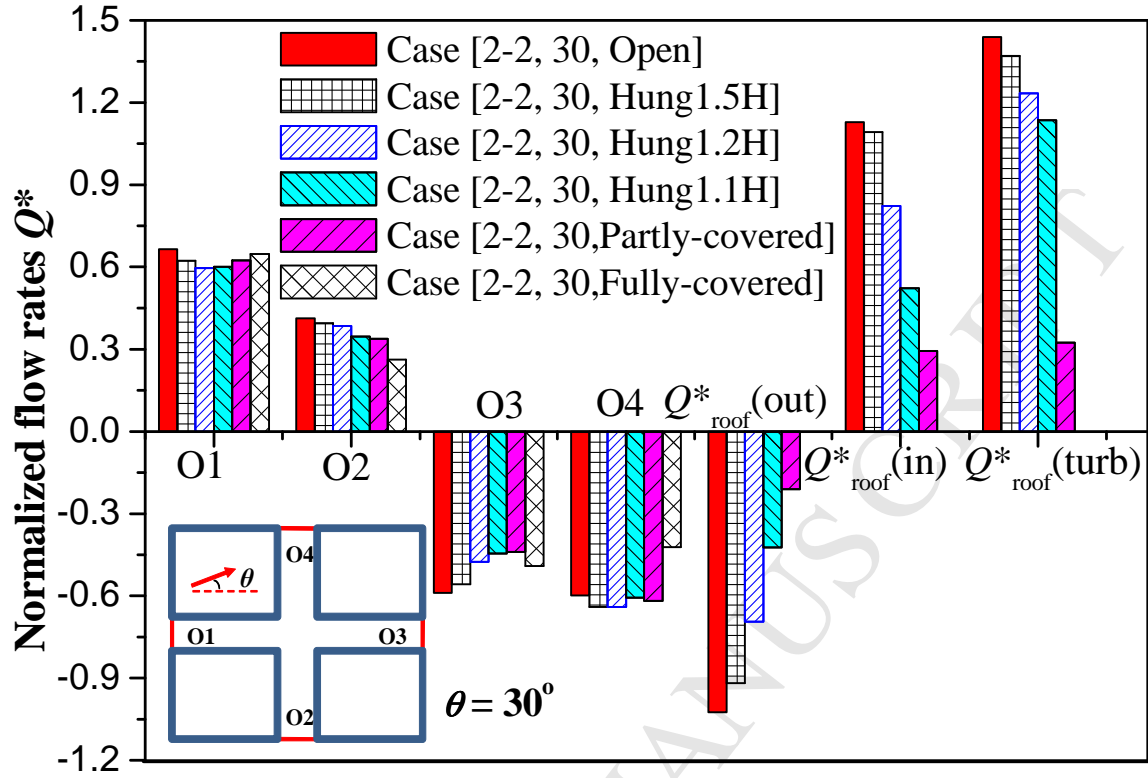 1.5
1.2
0.9
0.6
0.3
0.0
-0.3
-0.6
-0.9
-1.2
Normalized flow rates Q*
Case [2-2, 30, Open]
Case [2-2, 30, Hung1.5H]
Case [2-2, 30, Hung1.2H]
Case [2-2, 30, Hung1.1H]
Case [2-2, 30,Partly-covered]
Case [2-2, 30,Fully-covered]
O3 O4 Q*roof(out)
O1 O2 Q*roof(in) Q*roof(turb)
O4
θ
O1 O3
O2
θ = 30o
ANUSCRIPT